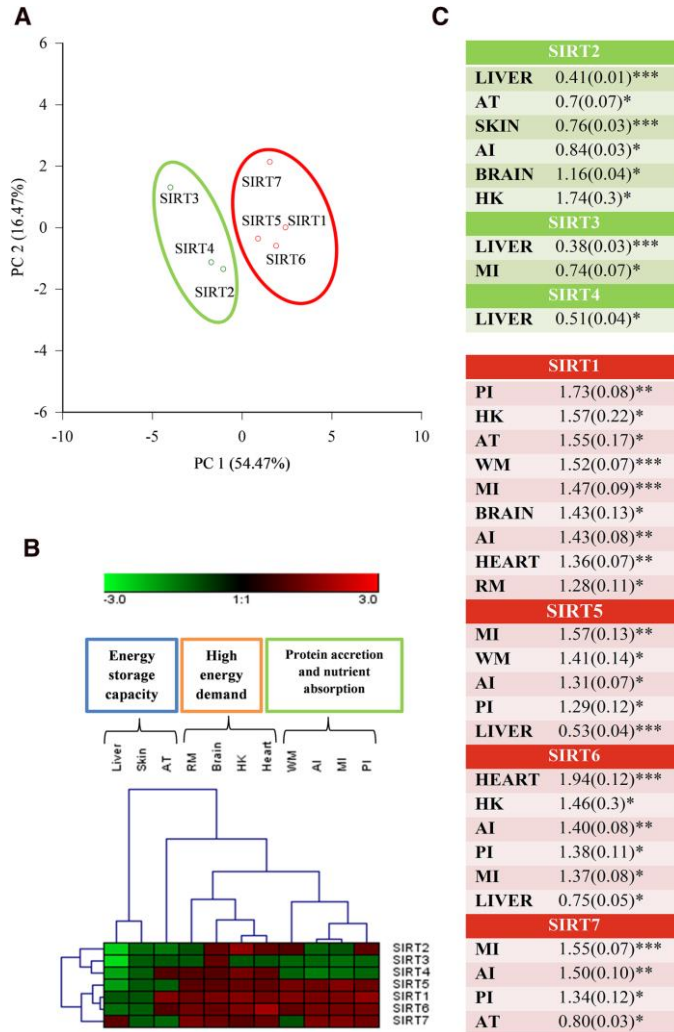 A
6
4
2
0
-2
-4
-6
-10
-5
0
5
10
PC 2 (16.47%)
PC 1 (54.47%)
SIRT7
SIRT3
SIRT5 SIRT1
SIRT4
SIRT6
SIRT2
B
-3.0 1:1 3.0
Energy storage capacity
High energy demand
Protein accretion and nutrient absorption
Liver
Skin
AT
RM
Brain
HK
Heart
WM
AI
MI
PI
SIRT2
SIRT3
SIRT4
SIRT5
SIRT1
SIRT6
SIRT7
C
SIRT2
LIVER 0.41(0.01)***
AT 0.7(0.07)*
SKIN 0.76(0.03)***
AI 0.84(0.03)*
BRAIN 1.16(0.04)*
HK 1.74(0.3)*
SIRT3
LIVER 0.38(0.03)***
MI 0.74(0.07)*
SIRT4
LIVER 0.51(0.04)*
SIRT1
PI 1.73(0.08)**
HK 1.57(0.22)*
AT 1.55(0.17)*
WM 1.52(0.07)***
MI 1.47(0.09)***
BRAIN 1.43(0.13)*
AI 1.43(0.08)**
HEART 1.36(0.07)**
RM 1.28(0.11)*
SIRT5
MI 1.57(0.13)**
WM 1.41(0.14)*
AI 1.31(0.07)*
PI 1.29(0.12)*
LIVER 0.53(0.04)***
SIRT6
HEART 1.94(0.12)***
HK 1.46(0.3)*
AI 1.40(0.08)**
PI 1.38(0.11)*
MI 1.37(0.08)*
LIVER 0.75(0.05)*
SIRT7
MI 1.55(0.07)***
AI 1.50(0.10)**
PI 1.34(0.12)*
AT 0.80(0.03)*